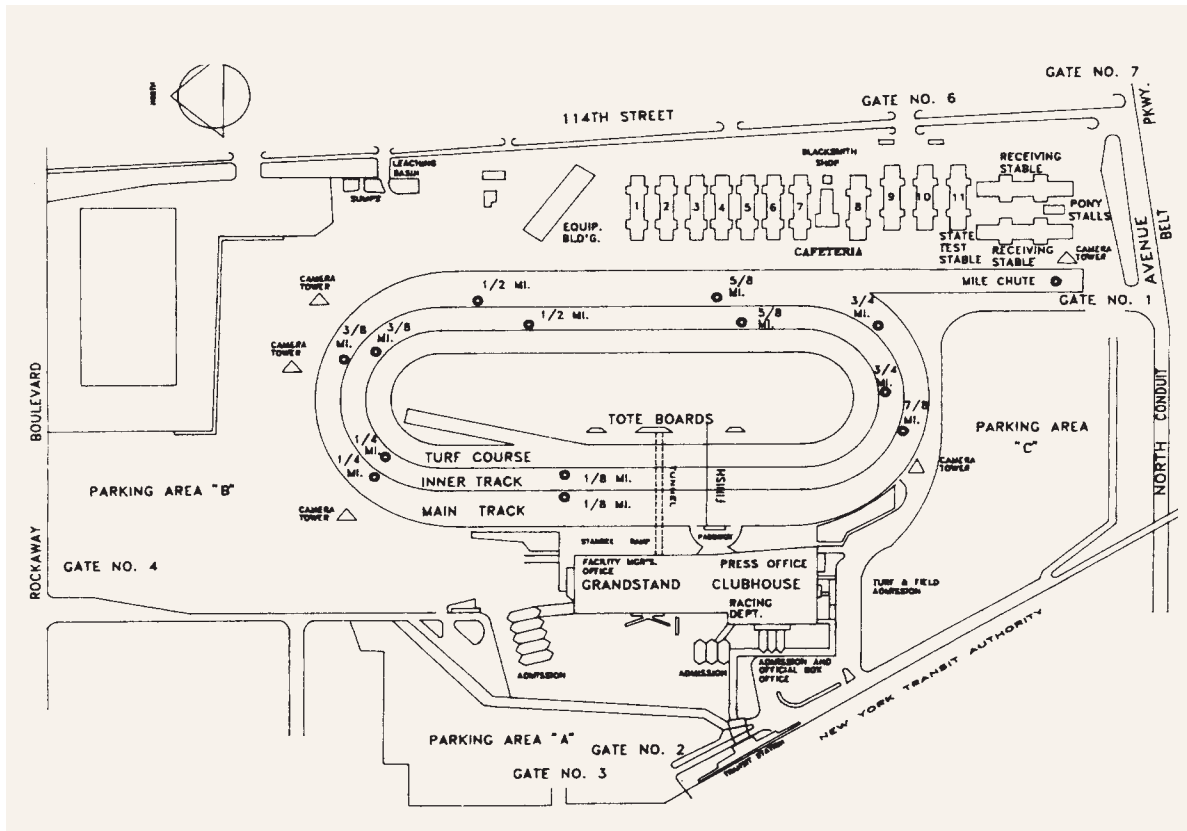 GATE NO. 7
PKWY.
GATE NO. 6
NORTH
114TH STREET
BLACKSMITH
SHOP
LEACHING
BASIN
SUMPS
RECEIVING
STABLE
1
2
3
4
5
6
7
8
9
10
11
PONY
STALLS
EQUIP.
BLD'G.
CAFETERIA
STATE
TEST
STABLE
RECEIVING
STABLE
CAMERA
TOWER
AVENUE
BELT
CAMERA
TOWER
1/2 MI.
5/8
MI.
MILE CHUTE
GATE NO. 1
3/4
MI.
3/8
MI.
3/8
MI.
1/2 MI.
5/8
MI.
CAMERA
TOWER
3/4
MI.
7/8
MI.
BOULEVARD
NORTH CONDUIT
TOTE BOARDS
PARKING AREA
"C"
1/4
MI.
1/4
MI.
TURF COURSE
CAMERA
TOWER
INNER TRACK
1/8 MI.
TUNNEL
FINISH
PARKING AREA "B"
MAIN TRACK
1/8 MI.
CAMERA
TOWER
PADDOCK
RAMP
ROCKAWAY
GATE NO. 4
FACILITY MGR'S.
OFFICE
PRESS OFFICE
GRANDSTAND
CLUBHOUSE
RACING
DEPT.
TURF & FIELD
ADMISSION
ADMISSION
ADMISSION
ADMISSION AND
OFFICIAL BOX
OFFICE
NEW YORK TRANSIT AUTHORITY
PARKING AREA "A"
GATE NO. 2
GATE NO. 3
TRANSIT STATION